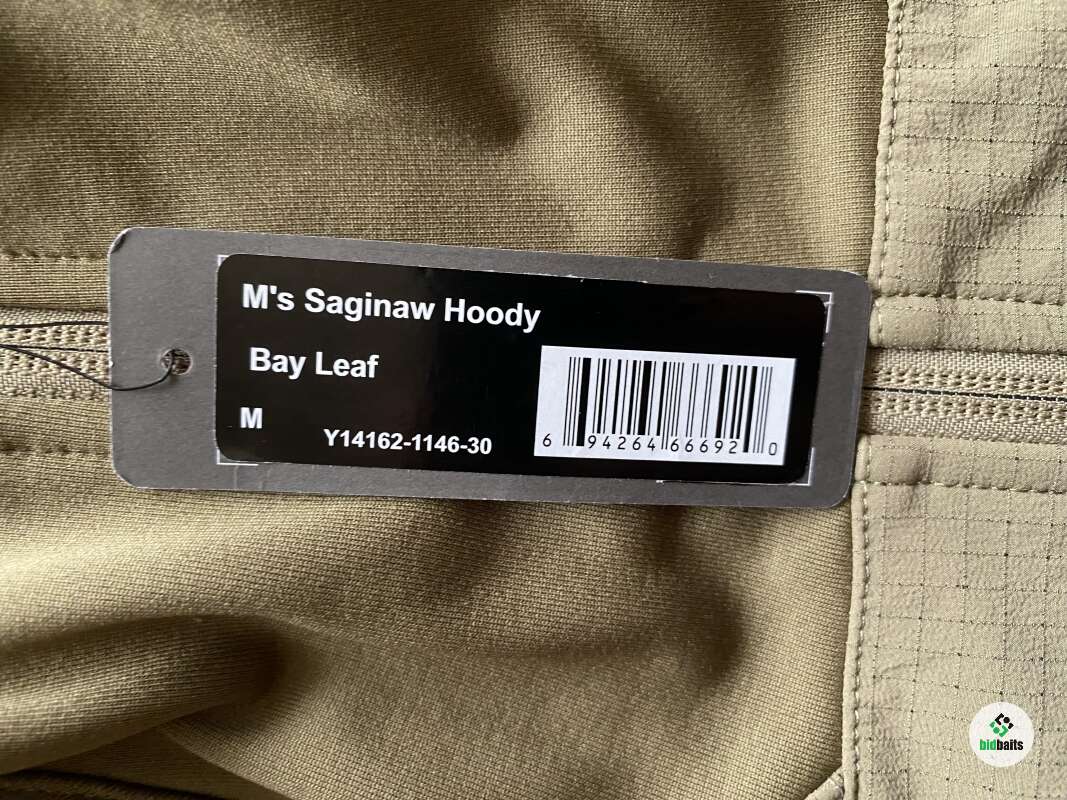 M's Saginaw Hoody
Bay Leaf
M
Y14162-1146-30
6 94264 66692 0
bidbaits